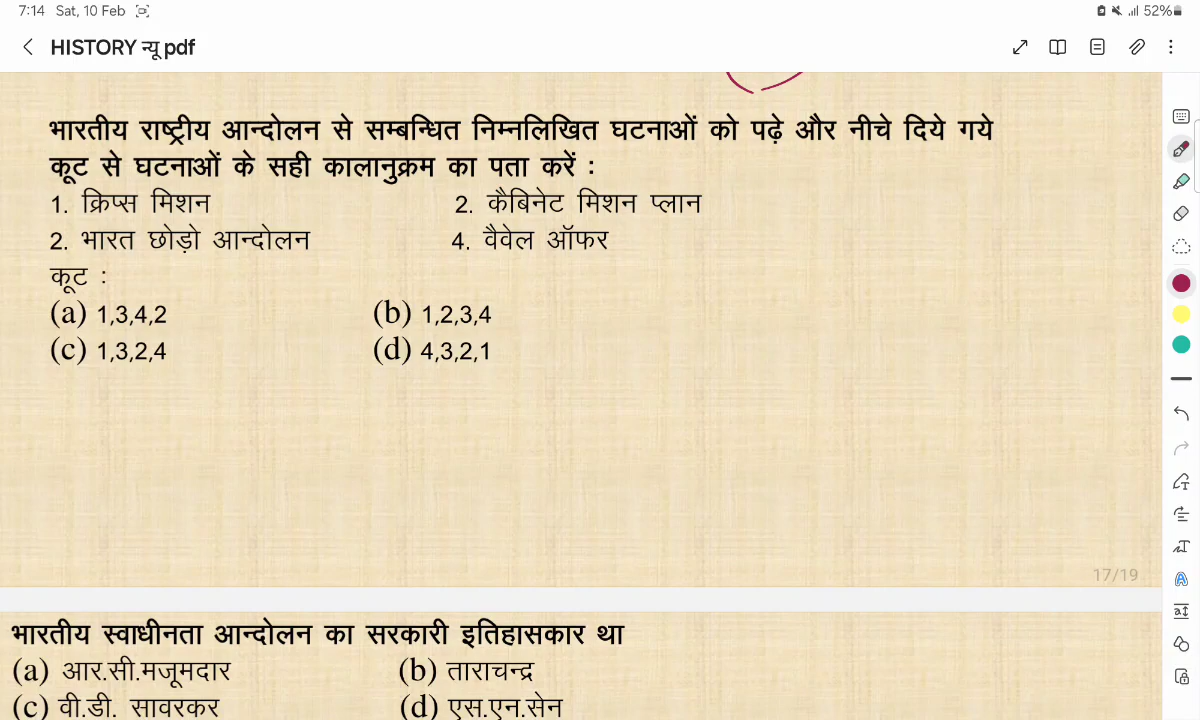 7:14 Sat, 10 Feb 52%
HISTORY न्यू pdf
भारतीय राष्ट्रीय आन्दोलन से सम्बन्धित निम्नलिखित घटनाओं को पढ़े और नीचे दिये गये
कूट से घटनाओं के सही कालानुक्रम का पता करें :
1. क्रिप्स मिशन 2. कैबिनेट मिशन प्लान
2. भारत छोड़ो आन्दोलन 4. वैवेल ऑफर
कूट :
(a) 1,3,4,2 (b) 1,2,3,4
(c) 1,3,2,4 (d) 4,3,2,1
17/19
भारतीय स्वाधीनता आन्दोलन का सरकारी इतिहासकार था
(a) आर.सी.मजूमदार (b) ताराचन्द्र
(c) वी.डी. सावरकर (d) एस.एन.सेन